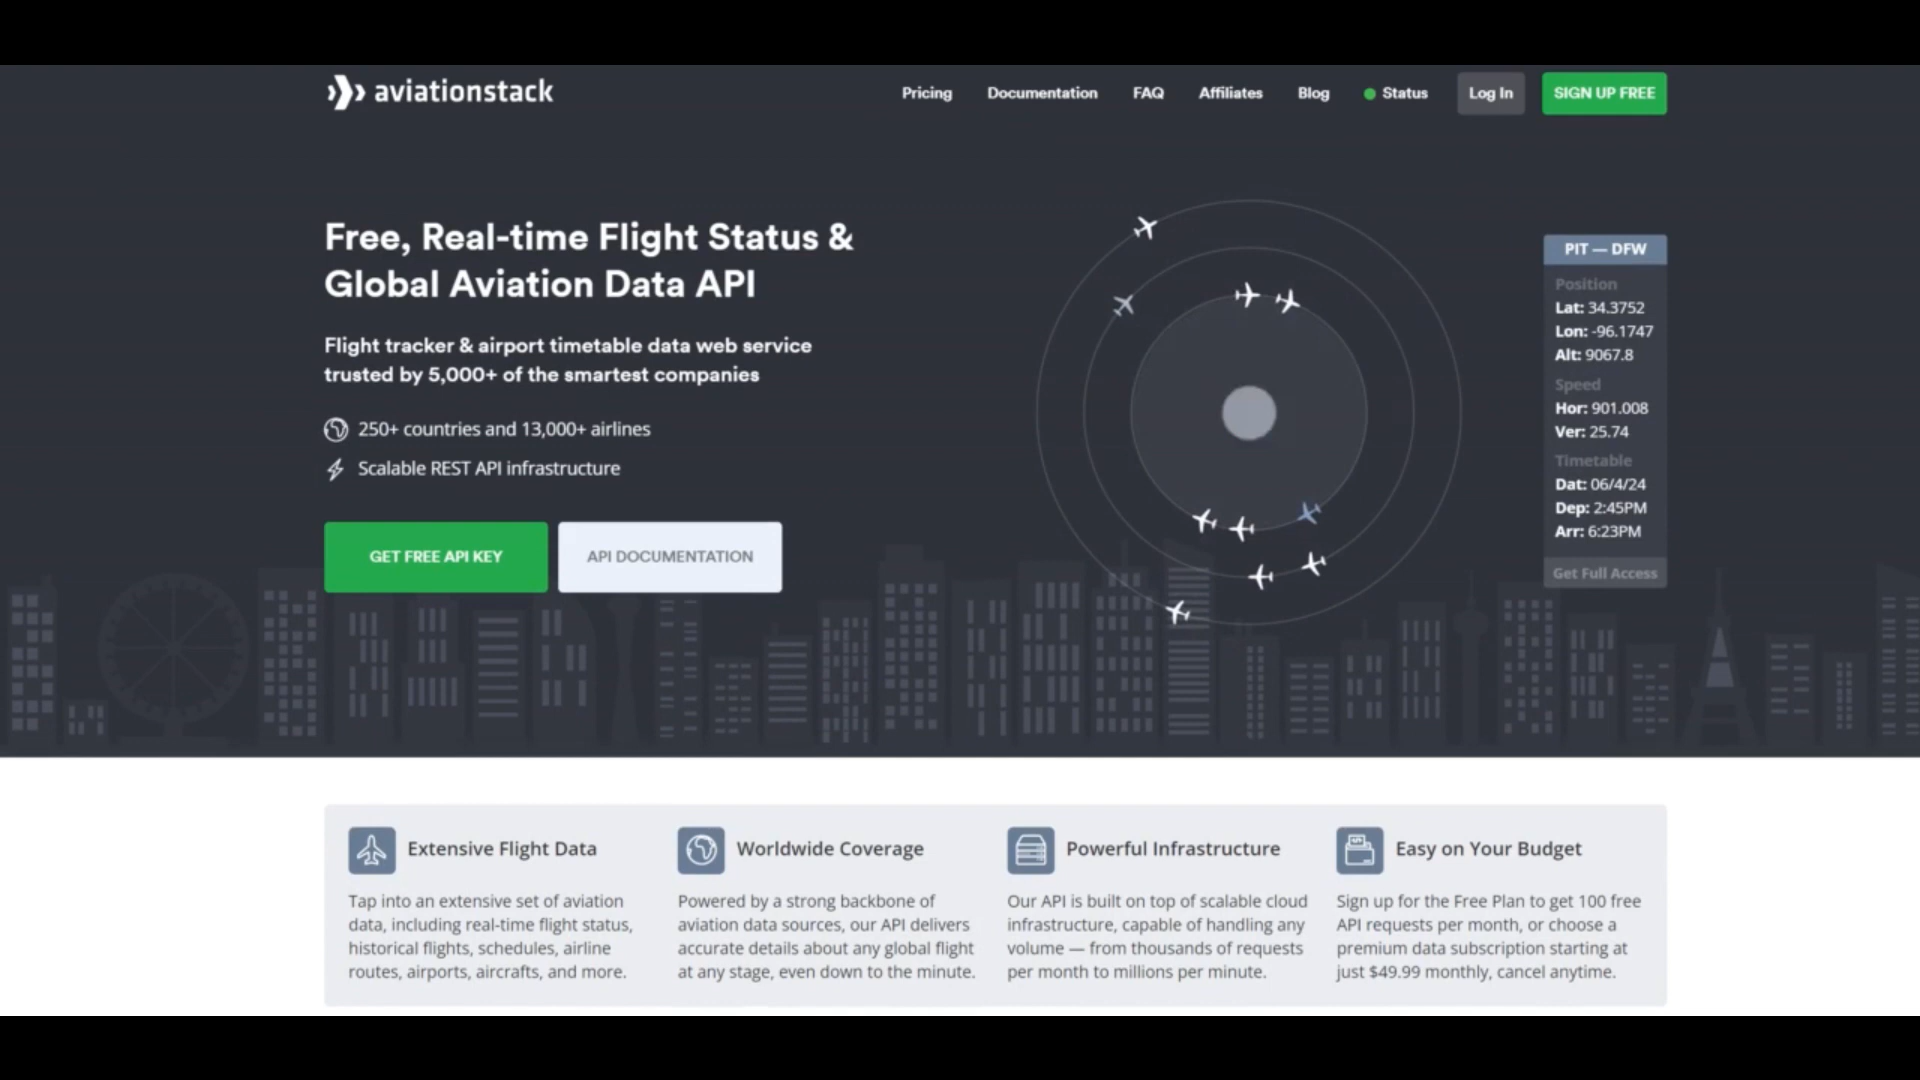 aviationstack
Pricing Documentation FAQ Affiliates Blog Status Log In SIGN UP FREE
Free, Real-time Flight Status &
Global Aviation Data API
Flight tracker & airport timetable data web service
trusted by 5,000+ of the smartest companies
250+ countries and 13,000+ airlines
Scalable REST API infrastructure
GET FREE API KEY
API DOCUMENTATION
PIT — DFW
Position
Lat: 34.3752
Lon: -96.1747
Alt: 9067.8
Speed
Hor: 901.008
Ver: 25.74
Timetable
Dat: 06/4/24
Dep: 2:45PM
Arr: 6:23PM
Get Full Access
Extensive Flight Data
Tap into an extensive set of aviation
data, including real-time flight status,
historical flights, schedules, airline
routes, airports, aircrafts, and more.
Worldwide Coverage
Powered by a strong backbone of
aviation data sources, our API delivers
accurate details about any global flight
at any stage, even down to the minute.
Powerful Infrastructure
Our API is built on top of scalable cloud
infrastructure, capable of handling any
volume — from thousands of requests
per month to millions per minute.
Easy on Your Budget
Sign up for the Free Plan to get 100 free
API requests per month, or choose a
premium data subscription starting at
just $49.99 monthly, cancel anytime.